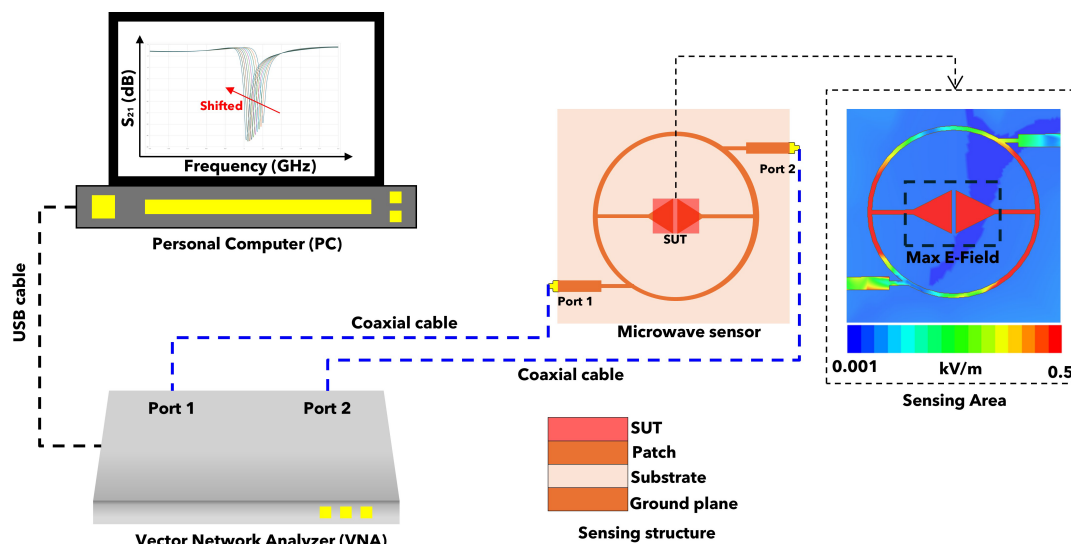 S₂₁ (dB)
Shifted
Frequency (GHz)
Personal Computer (PC)
USB cable
Port 2
SUT
Port 1
Microwave sensor
Coaxial cable
Coaxial cable
Max E-Field
0.001
kV/m
0.5
Sensing Area
Port 1
Port 2
Vector Network Analyzer (VNA)
SUT
Patch
Substrate
Ground plane
Sensing structure